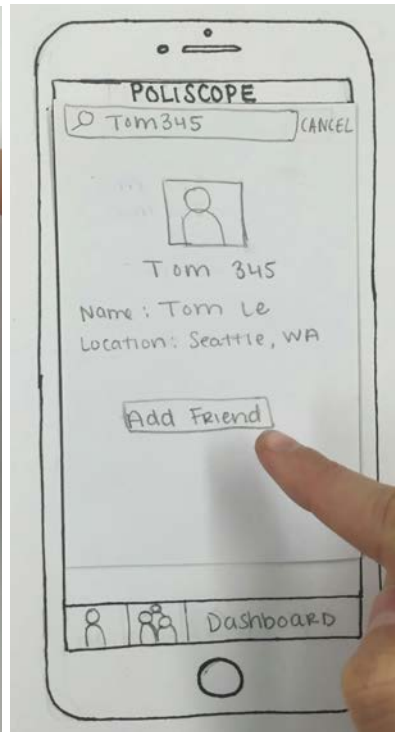 POLISCOPE
Tom345 CANCEL
Tom 345
Name: Tom Le
Location: Seattle, WA
Add Friend
Dashboard